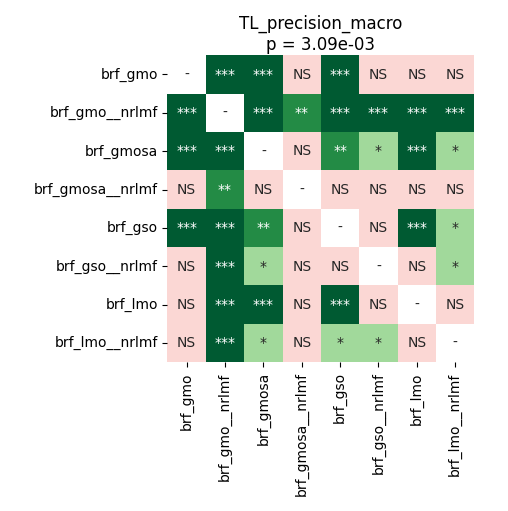 TL_precision_macro
p = 3.09e-03
brf_gmo - *** *** NS *** NS NS NS
brf_gmo__nrlmf *** - *** ** *** *** *** ***
brf_gmosa *** *** - NS ** * *** *
brf_gmosa__nrlmf NS ** NS - NS NS NS NS
brf_gso *** *** ** NS - NS *** *
brf_gso__nrlmf NS *** * NS NS - NS *
brf_lmo NS *** *** NS *** NS - NS
brf_lmo__nrlmf NS *** * NS * * NS -
brf_gmo
brf_gmo__nrlmf
brf_gmosa
brf_gmosa__nrlmf
brf_gso
brf_gso__nrlmf
brf_lmo
brf_lmo__nrlmf